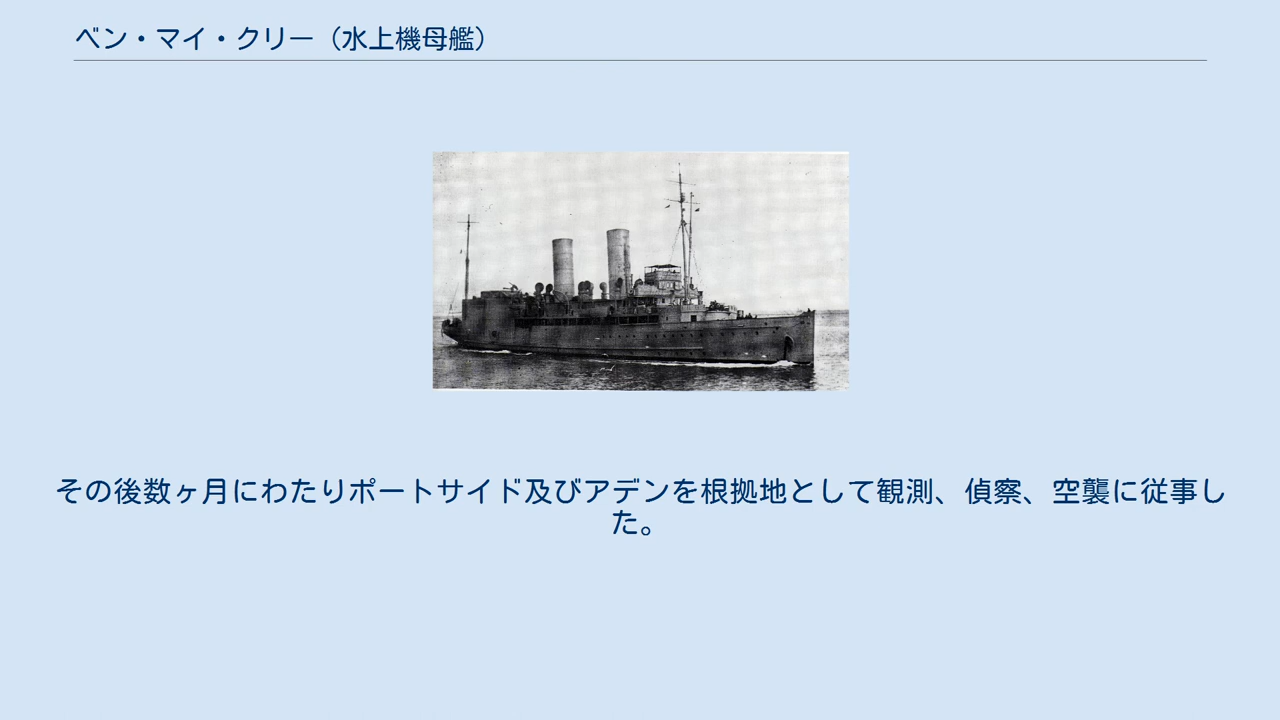 ベン・マイ・クリー（水上機母艦）
その後数ヶ月にわたりポートサイド及びアデンを根拠地として観測、偵察、空襲に従事し
た。